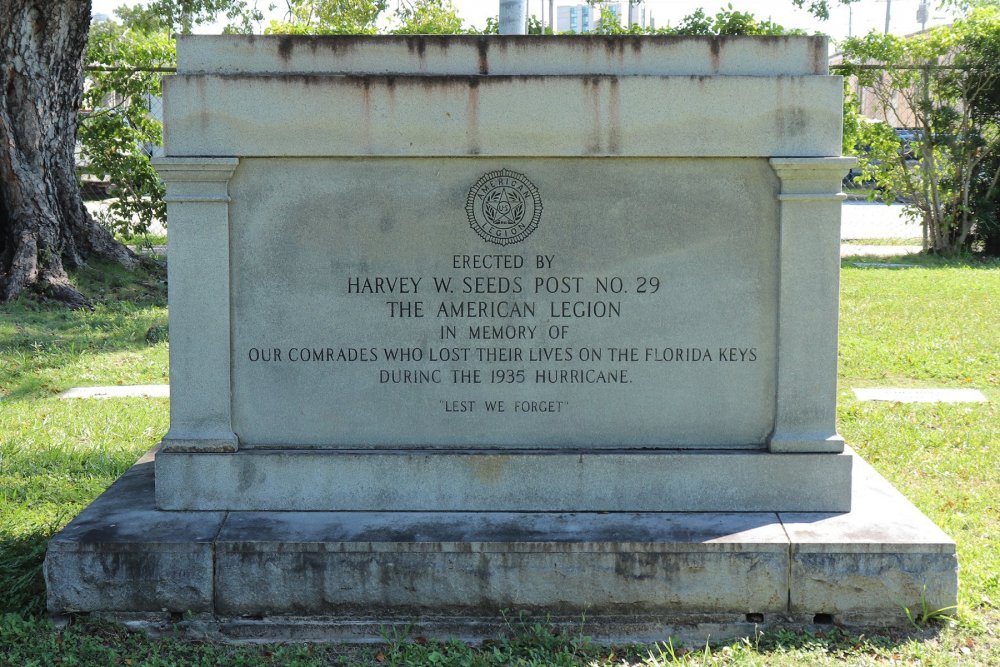 AMERICAN
U.S.
LEGION
ERECTED BY
HARVEY W. SEEDS POST NO. 29
THE AMERICAN LEGION
IN MEMORY OF
OUR COMRADES WHO LOST THEIR LIVES ON THE FLORIDA KEYS
DURING THE 1935 HURRICANE.
"LEST WE FORGET"